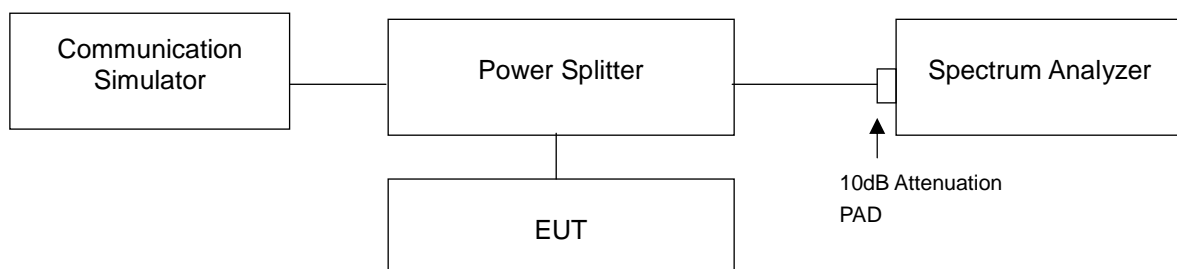 Communication
Simulator
Power Splitter
Spectrum Analyzer
10dB Attenuation
PAD
EUT